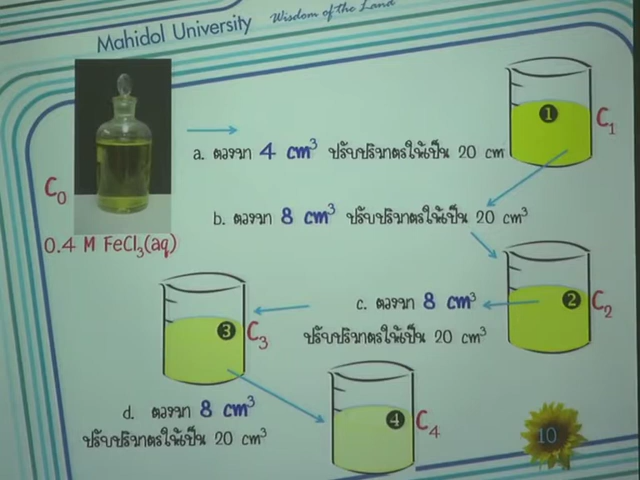 Mahidol University
Wisdom of the Land
C₀
0.4 M FeCl₃(aq)
a. ตวงมา 4 cm³ ปรับปริมาตรให้เป็น 20 cm
❶
C₁
b. ตวงมา 8 cm³ ปรับปริมาตรให้เป็น 20 cm³
❷
C₂
c. ตวงมา 8 cm³
ปรับปริมาตรให้เป็น 20 cm³
❸
C₃
d. ตวงมา 8 cm³
ปรับปริมาตรให้เป็น 20 cm³
❹
C₄
10